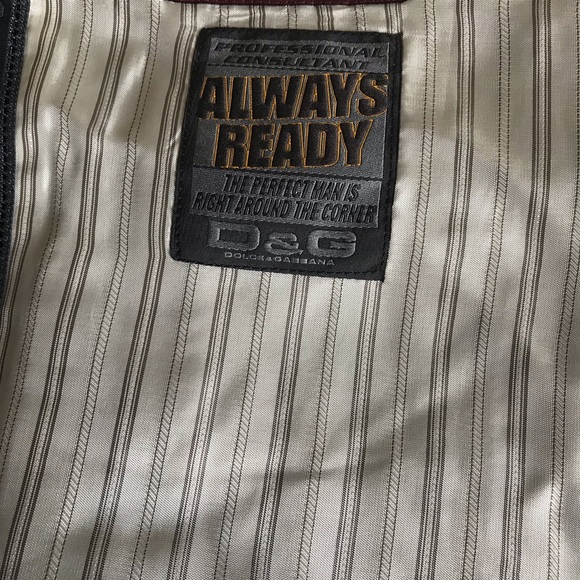 PROFESSIONAL
CONSULTANT
ALWAYS
READY
THE PERFECT MAN IS
RIGHT AROUND THE CORNER
D&G
DOLCE&GABBANA